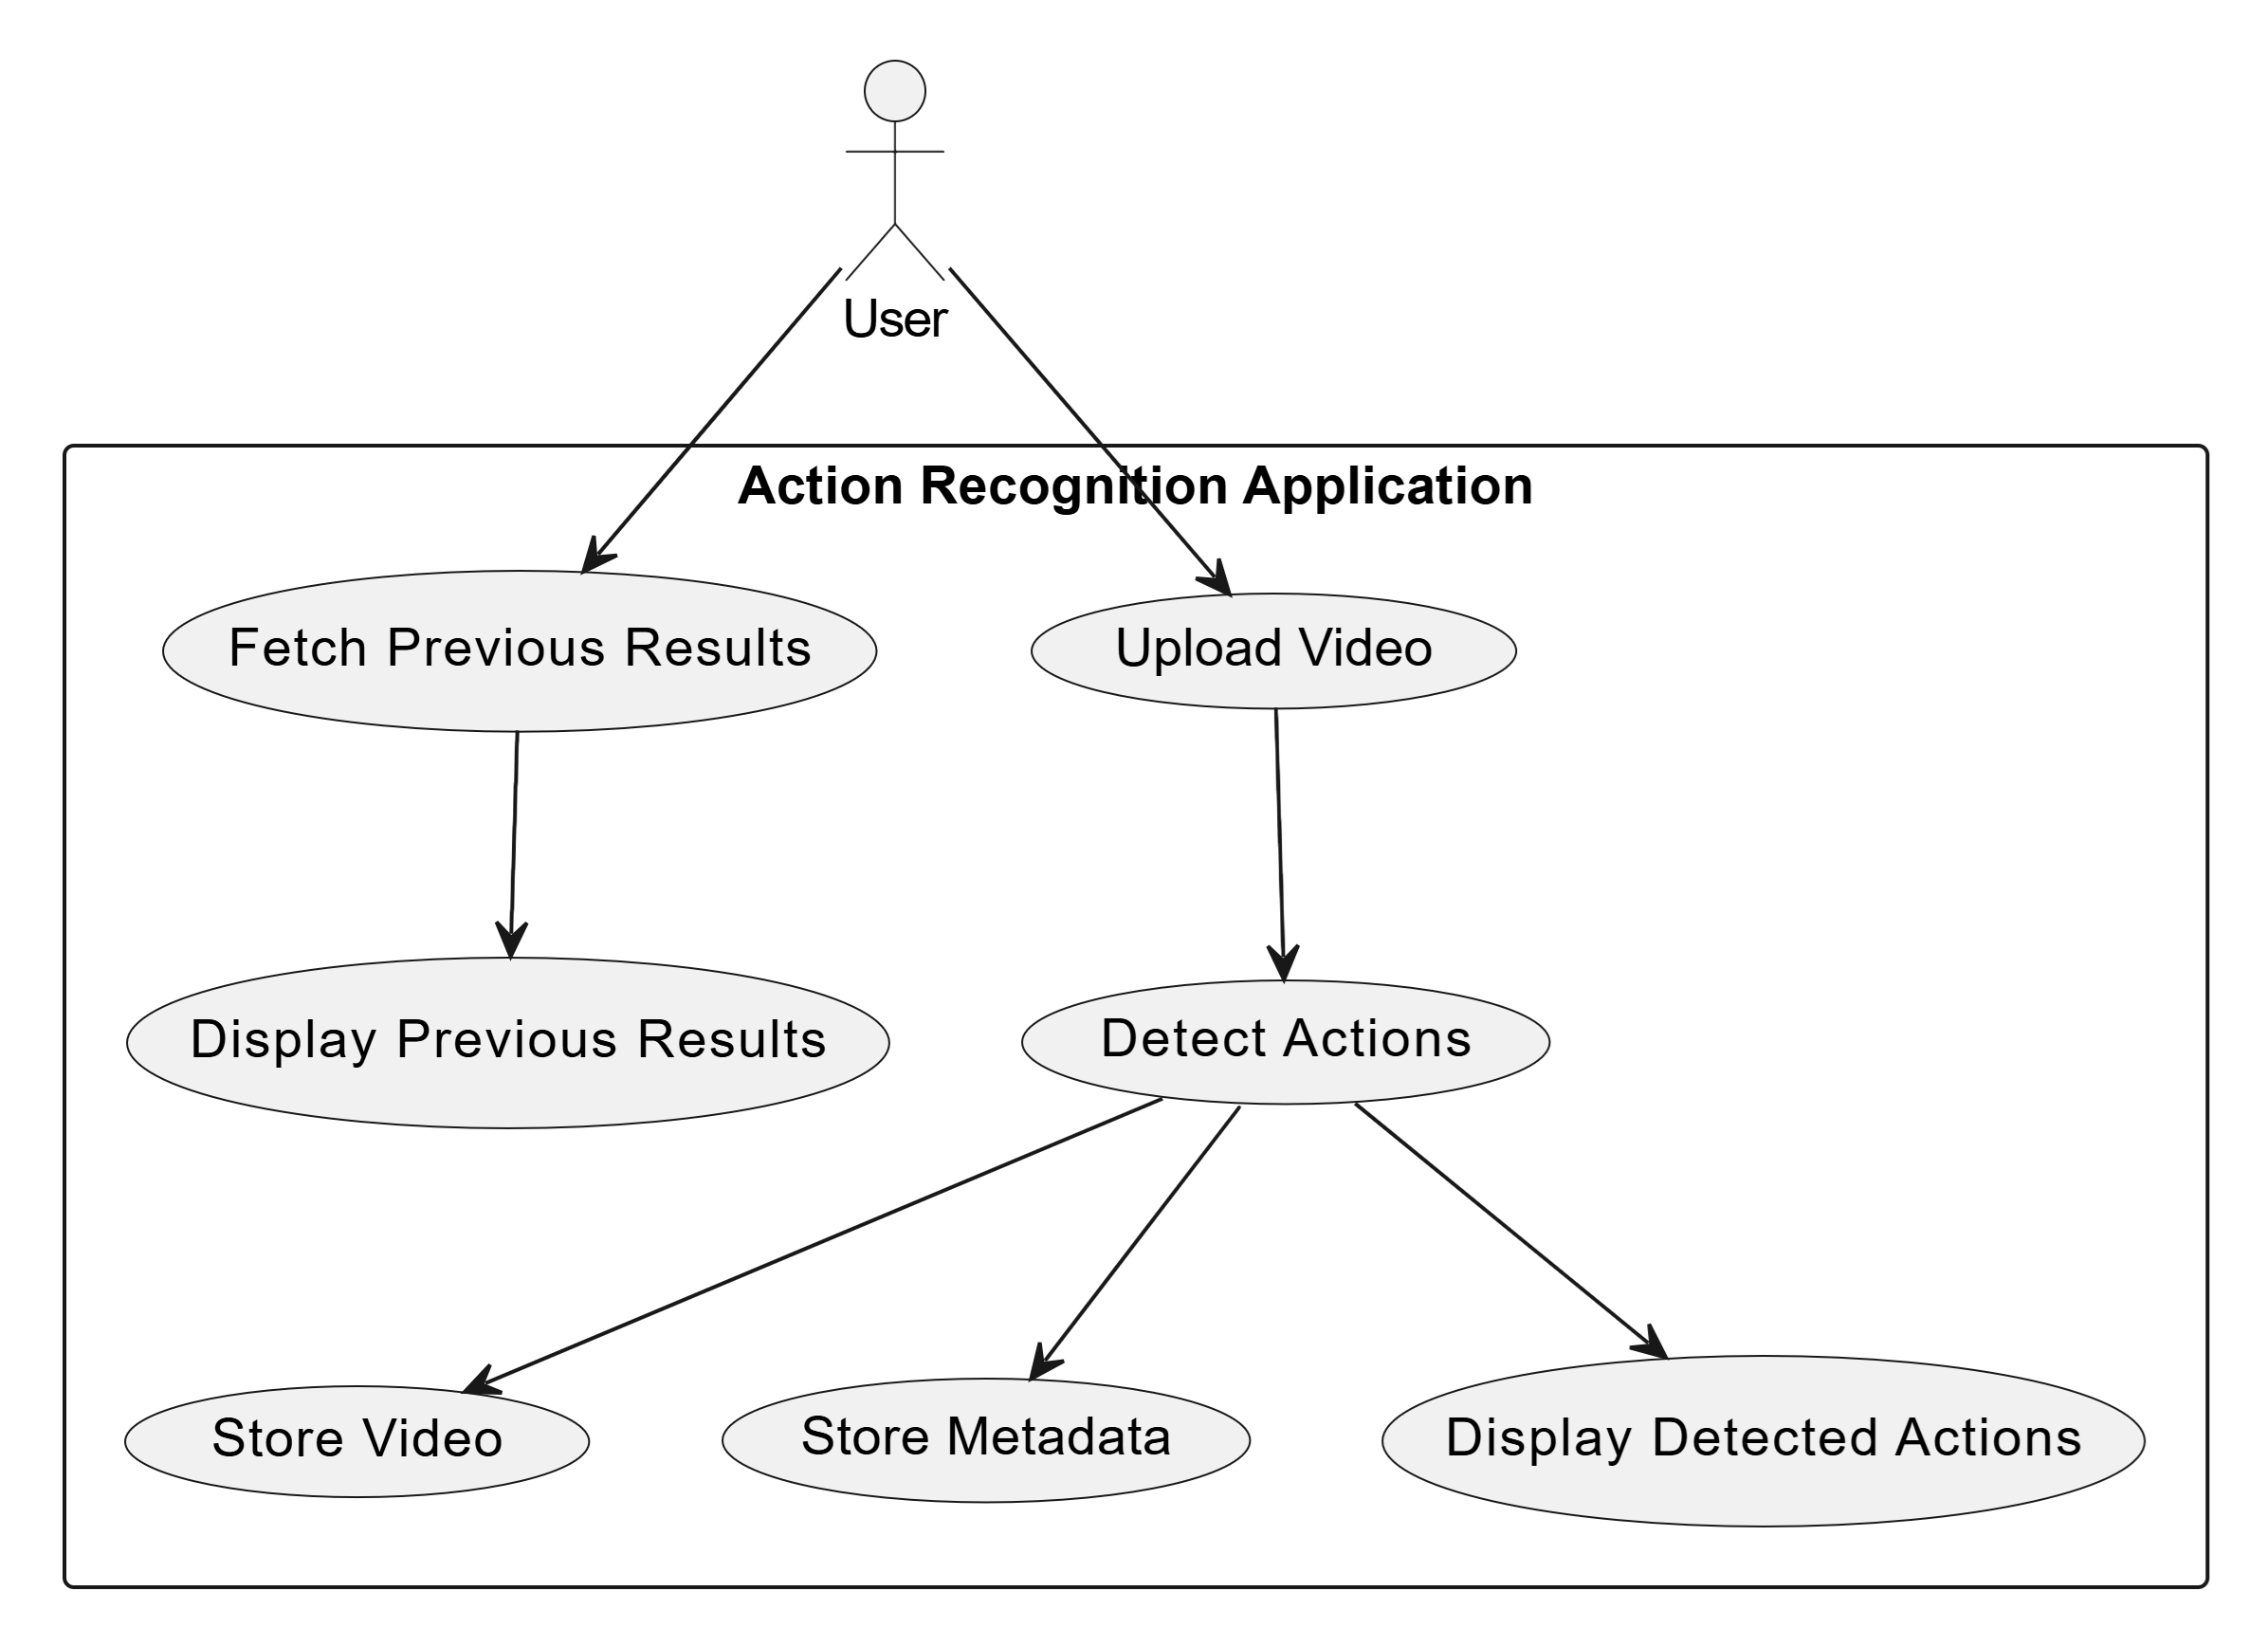 User
Action Recognition Application
Fetch Previous Results
Upload Video
Display Previous Results
Detect Actions
Store Video
Store Metadata
Display Detected Actions